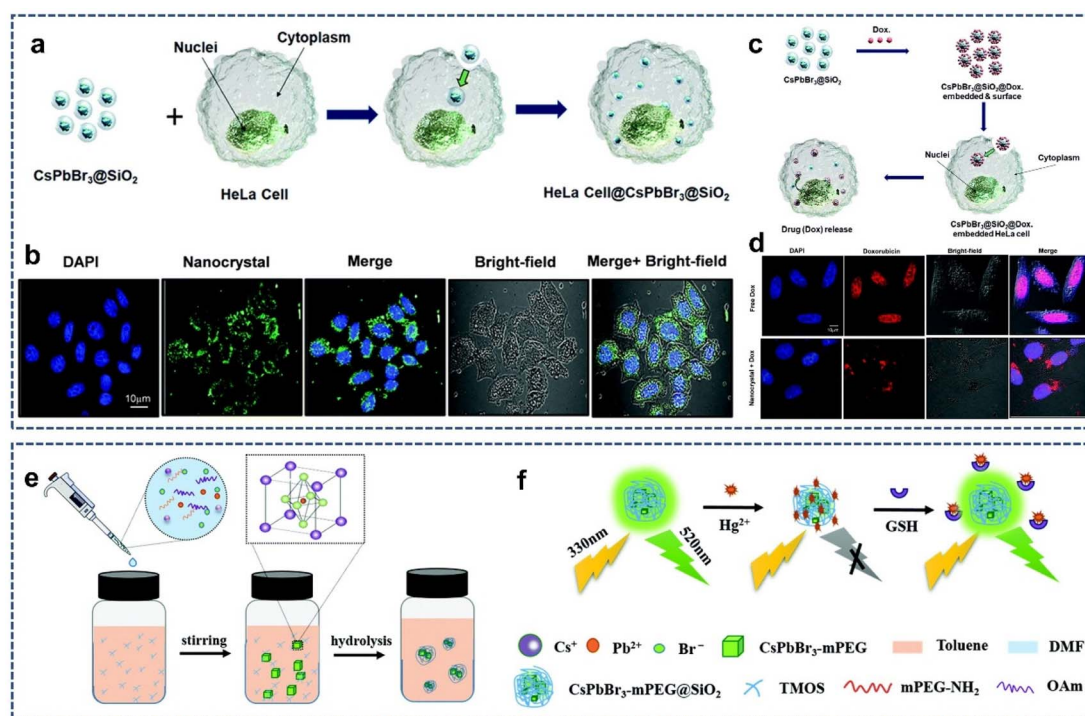 a
Nuclei
Cytoplasm
CsPbBr₃@SiO₂
+
HeLa Cell
HeLa Cell@CsPbBr₃@SiO₂
b
DAPI
Nanocrystal
Merge
Bright-field
Merge+ Bright-field
10μm
c
Dox.
CsPbBr₃@SiO₂
CsPbBr₃@SiO₂@Dox.
embedded & surface
Nuclei
Cytoplasm
Drug (Dox) release
CsPbBr₃@SiO₂@Dox.
embedded HeLa cell
d
DAPI
Doxorubicin
Bright-field
Merge
Free Dox
10μm
Nanocrystal + Dox
e
stirring
hydrolysis
f
330nm
520nm
Hg²⁺
GSH
Cs⁺
Pb²⁺
Br⁻
CsPbBr₃-mPEG
Toluene
DMF
CsPbBr₃-mPEG@SiO₂
TMOS
mPEG-NH₂
OAm